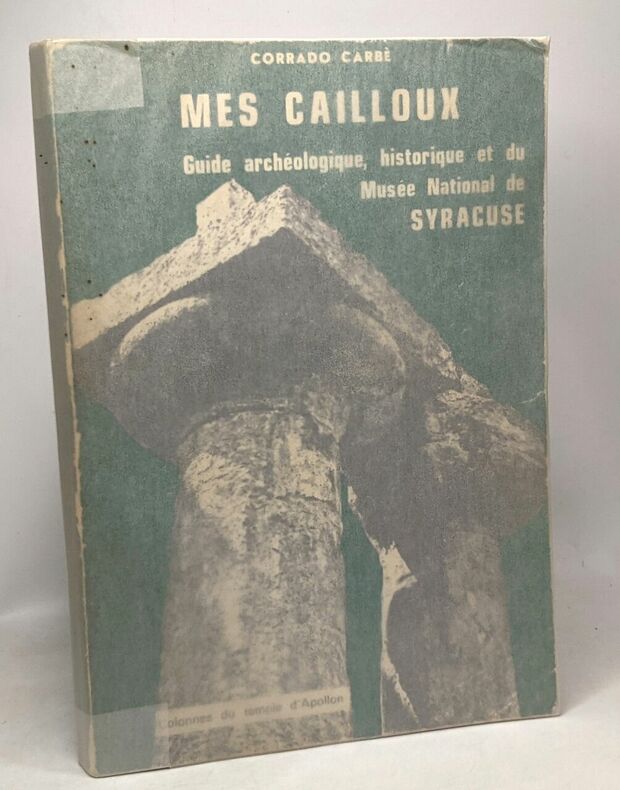 CORRADO CARBÈ
MES CAILLOUX
Guide archéologique, historique et du
Musée National de
SYRACUSE
Colonnes du temple d'Apollon